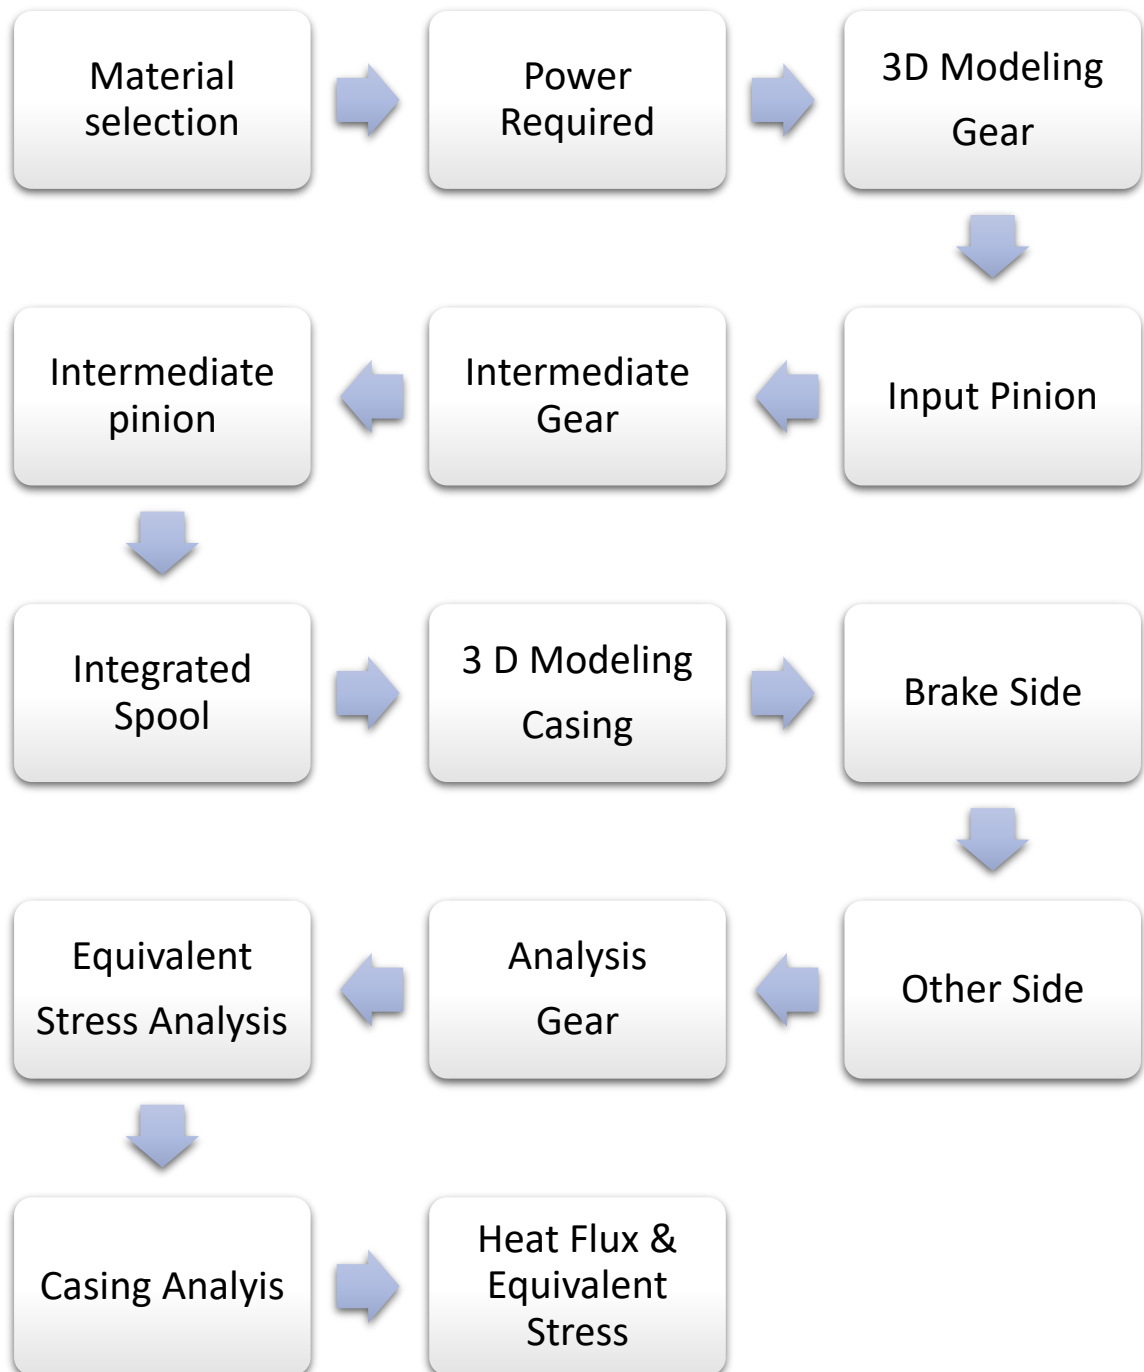 Material
selection
Power
Required
3D Modeling
Gear
Input Pinion
Intermediate
Gear
Intermediate
pinion
Integrated
Spool
3 D Modeling
Casing
Brake Side
Other Side
Analysis
Gear
Equivalent
Stress Analysis
Casing Analyis
Heat Flux &
Equivalent
Stress